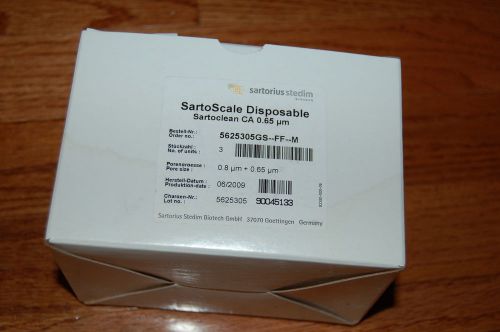 sartorius stedim
SartoScale Disposable
Sartoclean CA 0.65 µm
Bestell-Nr.:
Order no.: 5625305GS--FF--M
Stückzahl:
No. of units: 3
Porengroesse:
Pore size: 0.8 µm + 0.65 µm
Herstell-Datum:
Produktion-date: 06/2009
Chargen-Nr.:
Lot no.: 5625305 90045133
Sartorius Stedim Biotech GmbH 37070 Goettingen Germany